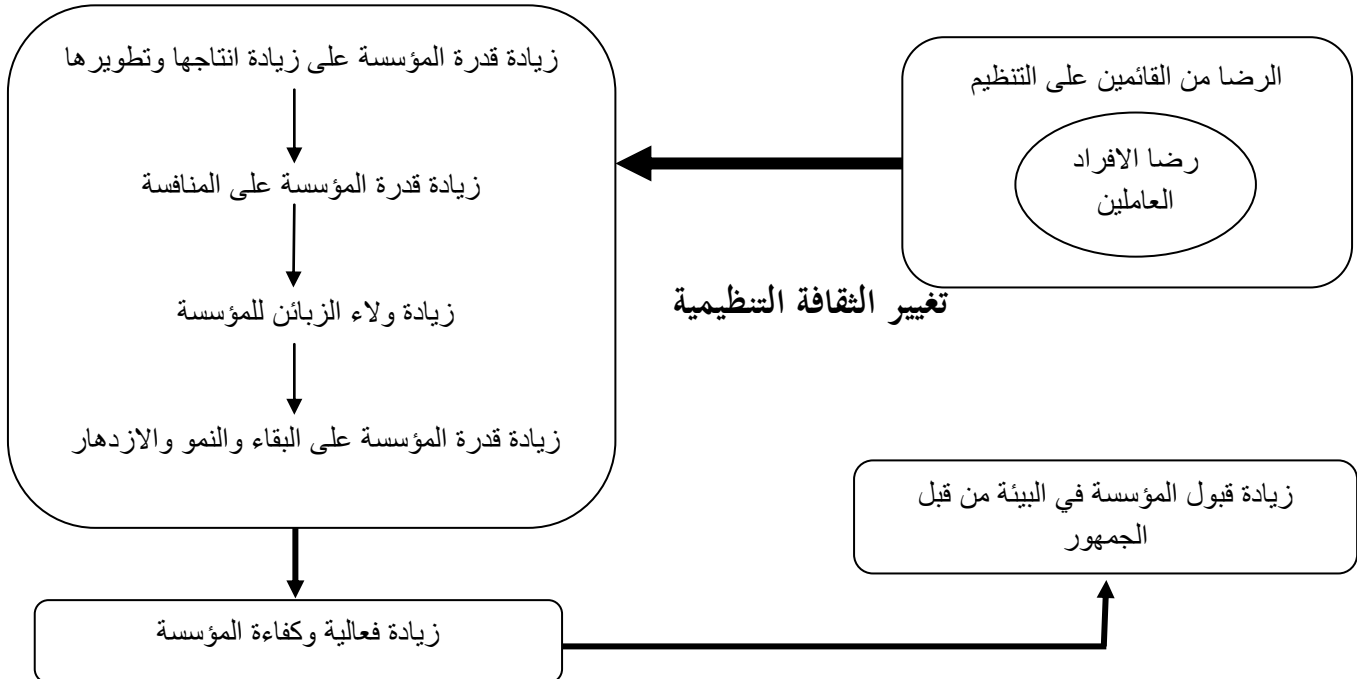 الرضا من القائمين على التنظيم
رضا الافراد
العاملين
تغيير الثقافة التنظيمية
زيادة قدرة المؤسسة على زيادة انتاجها وتطويرها
زيادة قدرة المؤسسة على المنافسة
زيادة ولاء الزبائن للمؤسسة
زيادة قدرة المؤسسة على البقاء والنمو والازدهار
زيادة فعالية وكفاءة المؤسسة
زيادة قبول المؤسسة في البيئة من قبل
الجمهور